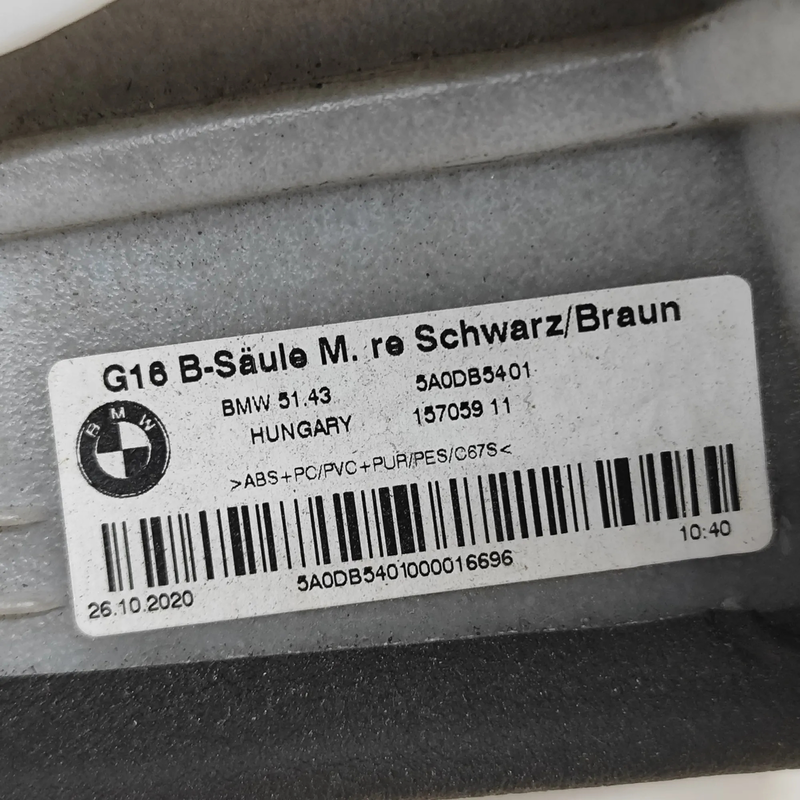 G16 B-Säule M. re Schwarz/Braun
BMW 51.43 5A0DB5401
HUNGARY 157059 11
>ABS+PC/PVC+PUR/PES/C67S<
BMW
10:40
5A0DB5401000016696
26.10.2020